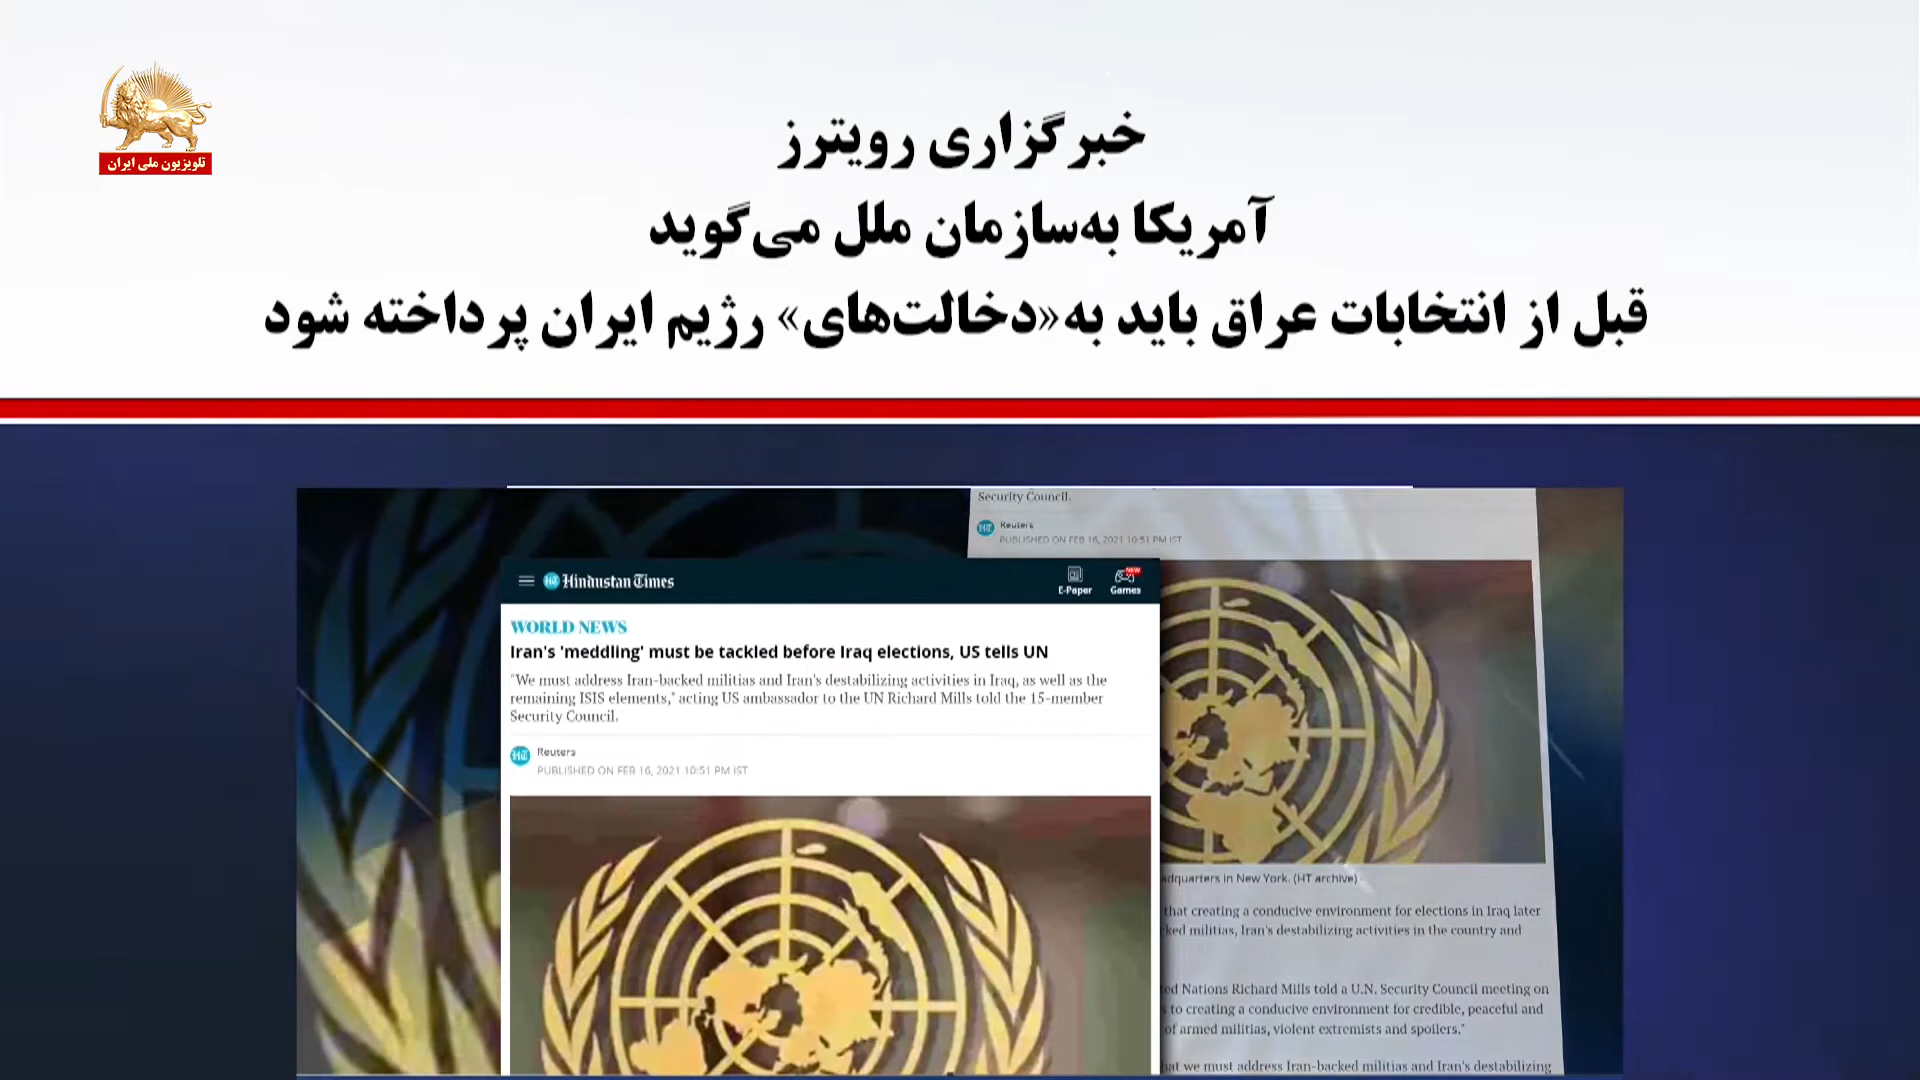 تلویزیون ملی ایران
خبرگزاری رویترز
آمریکا به‌سازمان ملل می‌گوید
قبل از انتخابات عراق باید به«دخالت‌های» رژیم ایران پرداخته شود
Security Council.
Reuters
PUBLISHED ON FEB 16, 2021 10:51 PM IST
Hindustan Times
E-Paper
NEW
Games
WORLD NEWS
Iran's 'meddling' must be tackled before Iraq elections, US tells UN
"We must address Iran-backed militias and Iran's destabilizing activities in Iraq, as well as the
remaining ISIS elements," acting US ambassador to the UN Richard Mills told the 15-member
Security Council.
HT Reuters
PUBLISHED ON FEB 16, 2021 10:51 PM IST
in New York. (HT archive)
that creating a conducive environment for elections in Iraq later
militias, Iran's destabilizing activities in the country and
Nations Richard Mills told a U.N. Security Council meeting on
to creating a conducive environment for credible, peaceful and
of armed militias, violent extremists and spoilers."
we must address Iran-backed militias and Iran's destabilizing